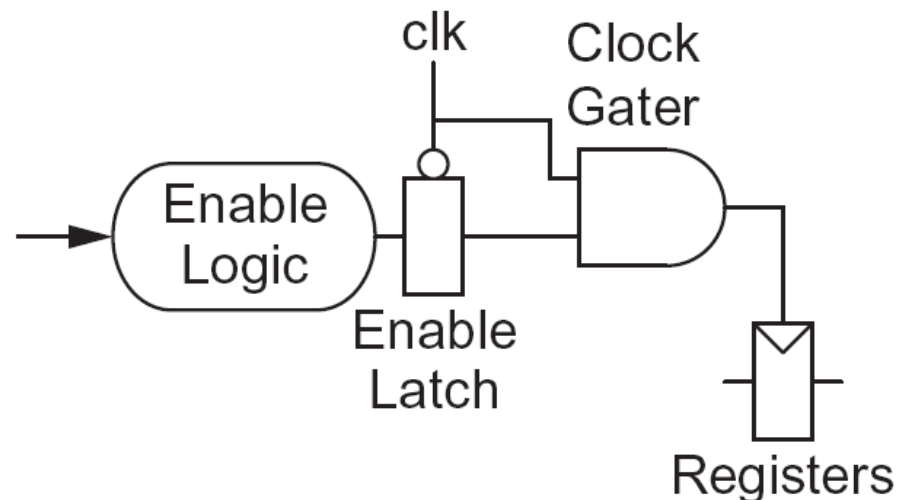 clk
Clock
Gater
Enable
Logic
Enable
Latch
Registers